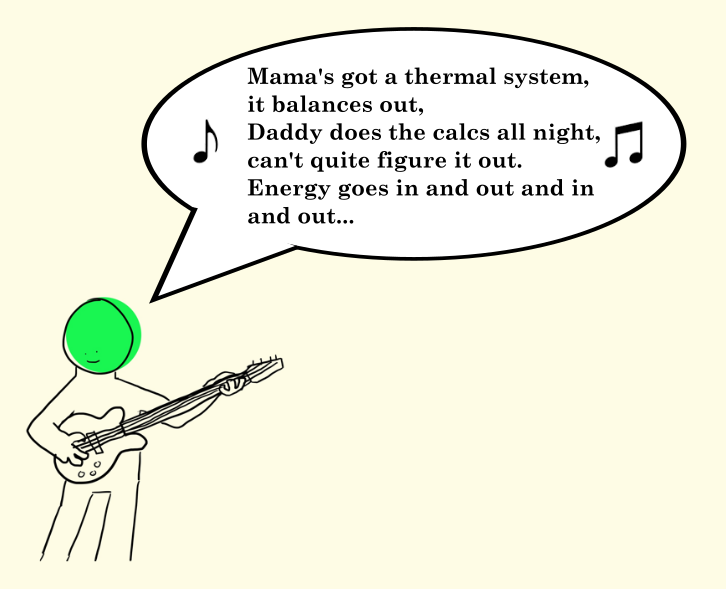 Mama's got a thermal system,
it balances out,
Daddy does the calcs all night,
can't quite figure it out.
Energy goes in and out and in
and out...